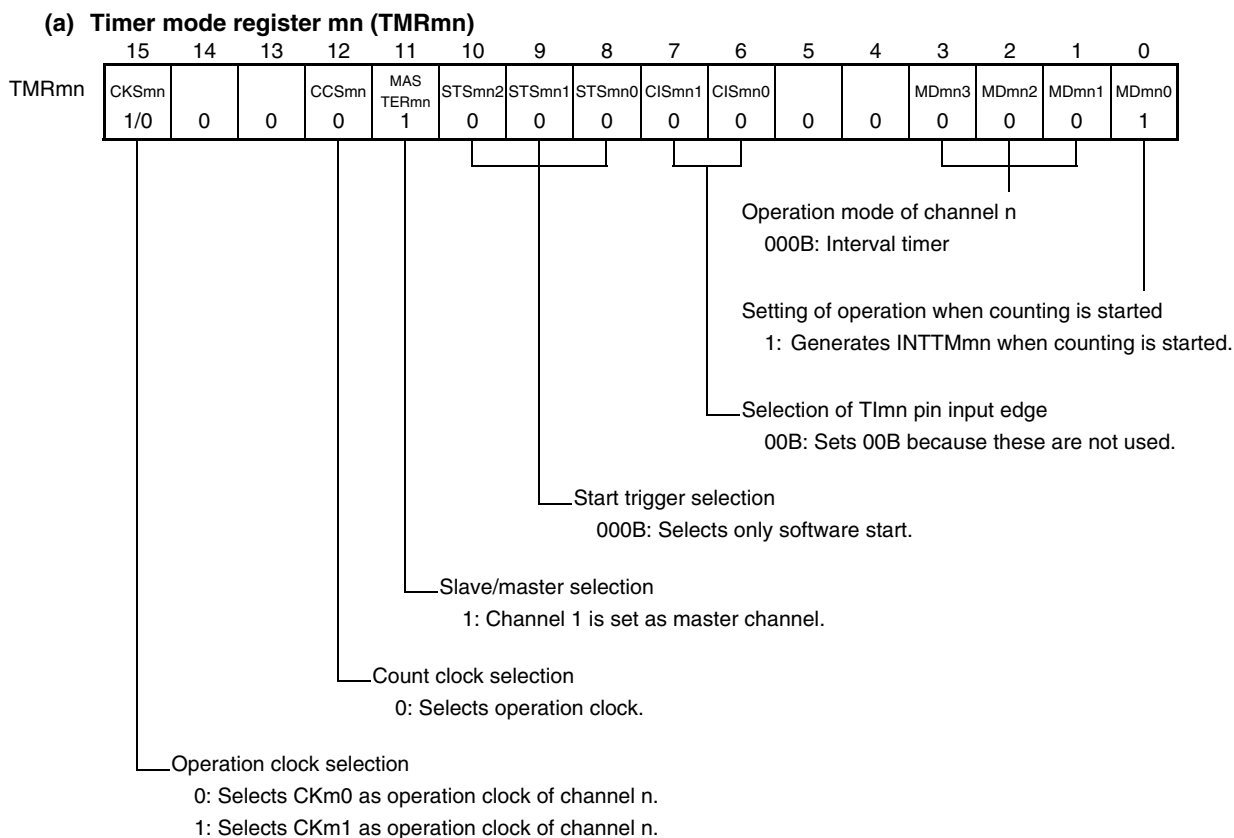 (a) Timer mode register mn (TMRmn)
15 14 13 12 11 10 9 8 7 6 5 4 3 2 1 0
TMRmn CKSmn CCSmn MAS TERmn STSmn2 STSmn1 STSmn0 CISmn1 CISmn0 MDmn3 MDmn2 MDmn1 MDmn0
1/0 0 0 0 1 0 0 0 0 0 0 0 0 0 0 1
Operation mode of channel n
000B: Interval timer
Setting of operation when counting is started
1: Generates INTTMmn when counting is started.
Selection of TImn pin input edge
00B: Sets 00B because these are not used.
Start trigger selection
000B: Selects only software start.
Slave/master selection
1: Channel 1 is set as master channel.
Count clock selection
0: Selects operation clock.
Operation clock selection
0: Selects CKm0 as operation clock of channel n.
1: Selects CKm1 as operation clock of channel n.